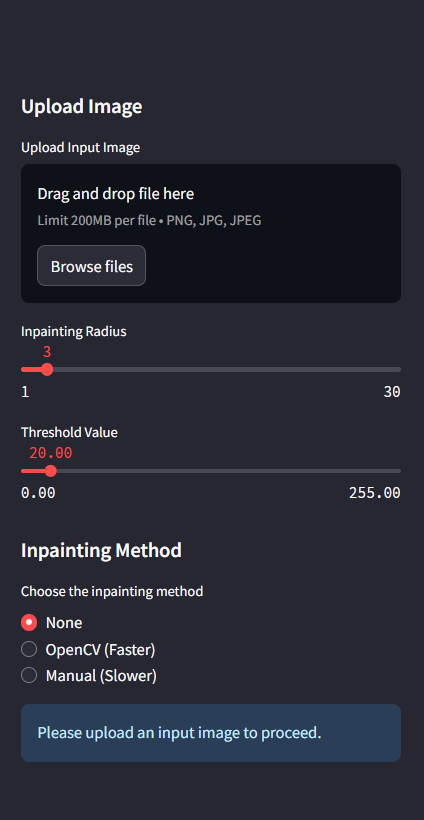 Upload Image
Upload Input Image
Drag and drop file here
Limit 200MB per file • PNG, JPG, JPEG
Browse files
Inpainting Radius
3
1 30
Threshold Value
20.00
0.00 255.00
Inpainting Method
Choose the inpainting method
None
OpenCV (Faster)
Manual (Slower)
Please upload an input image to proceed.